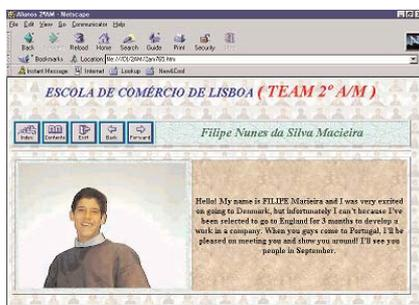 Alunos 2ºAM - Netscape
File Edit View Go Communicator Help
Back Reload Home Search Guide Print Security
Bookmarks Location:
Instant Message Internet Lookup New&Cool
ESCOLA DE COMÉRCIO DE LISBOA ( TEAM 2º A/M )
Index Contents Exit Back Forward
Filipe Nunes da Silva Macieira
Hello! My name is FILIPE Macieira and I was very excited
on going to Denmark, but infortunately I can't because I've
been selected to go to England for 3 months to develop a
work in a company. When you guys come to Portugal, I'll be
pleased on meeting you and show you around! I'll see you
people in September.